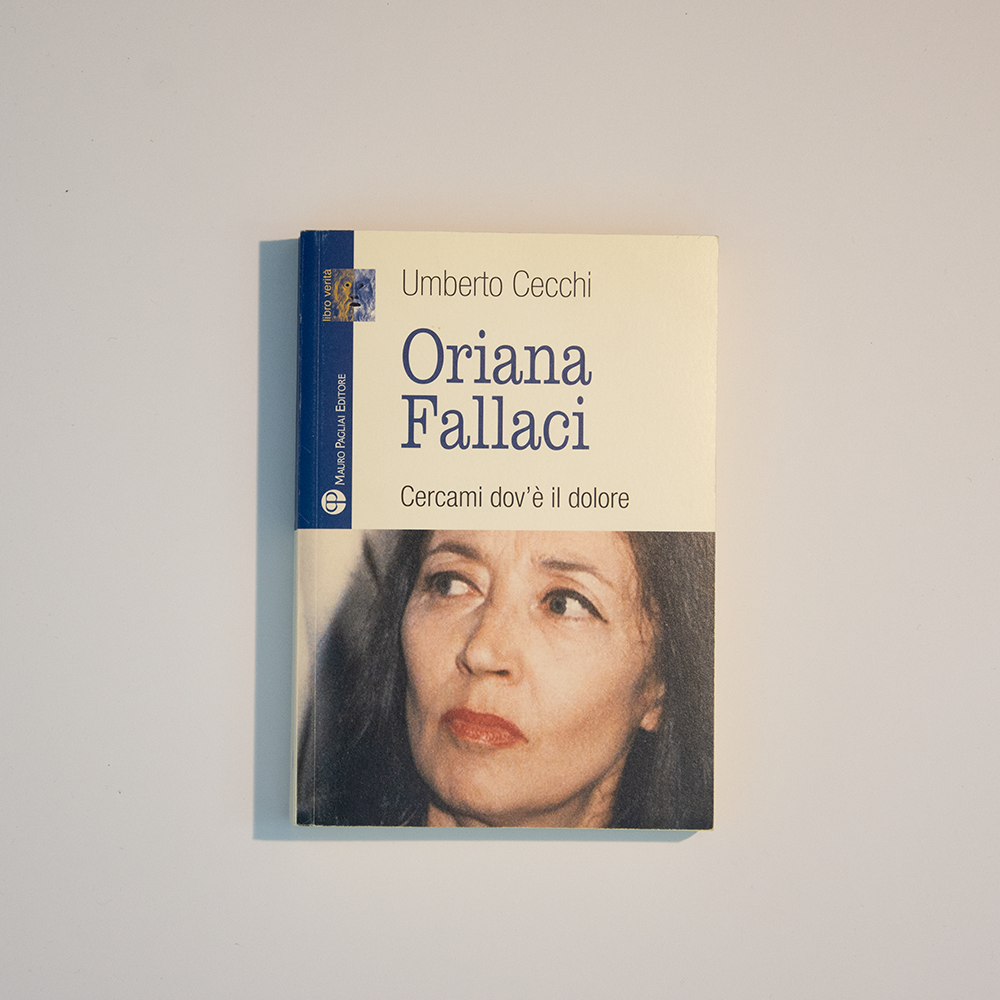 Umberto Cecchi
Oriana
Fallaci
Cercami dov'è il dolore
libro verità
MAURO PAGLIAI EDITORE